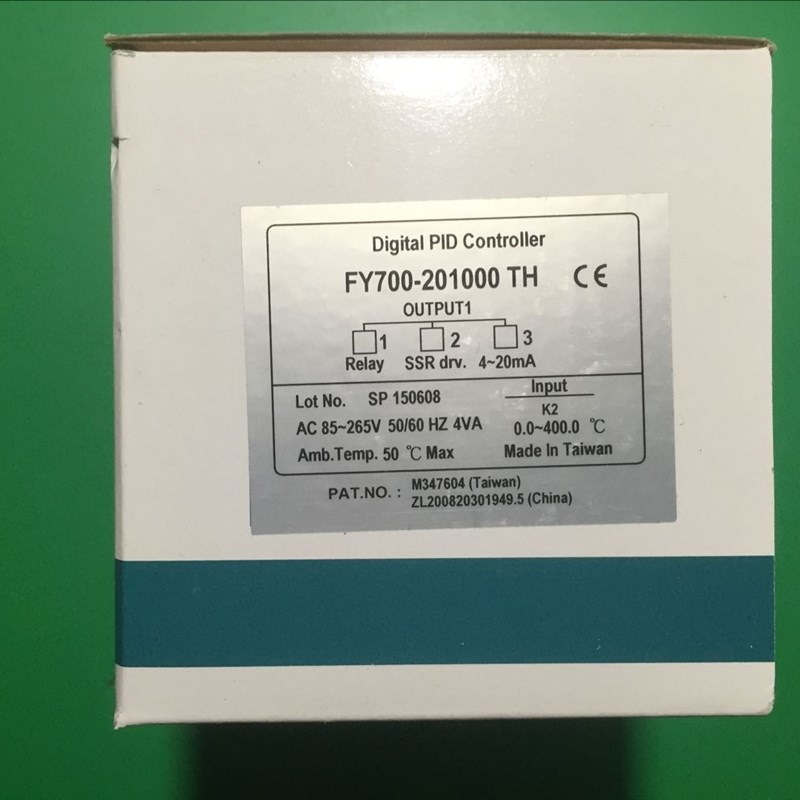 Digital PID Controller
FY700-201000 TH CE
OUTPUT1
1 2 3
Relay SSR drv. 4~20mA
Lot No. SP 150608
Input
K2
AC 85~265V 50/60 HZ 4VA
0.0~400.0 ℃
Amb.Temp. 50 ℃ Max
Made In Taiwan
PAT.NO. : M347604 (Taiwan)
ZL200820301949.5 (China)